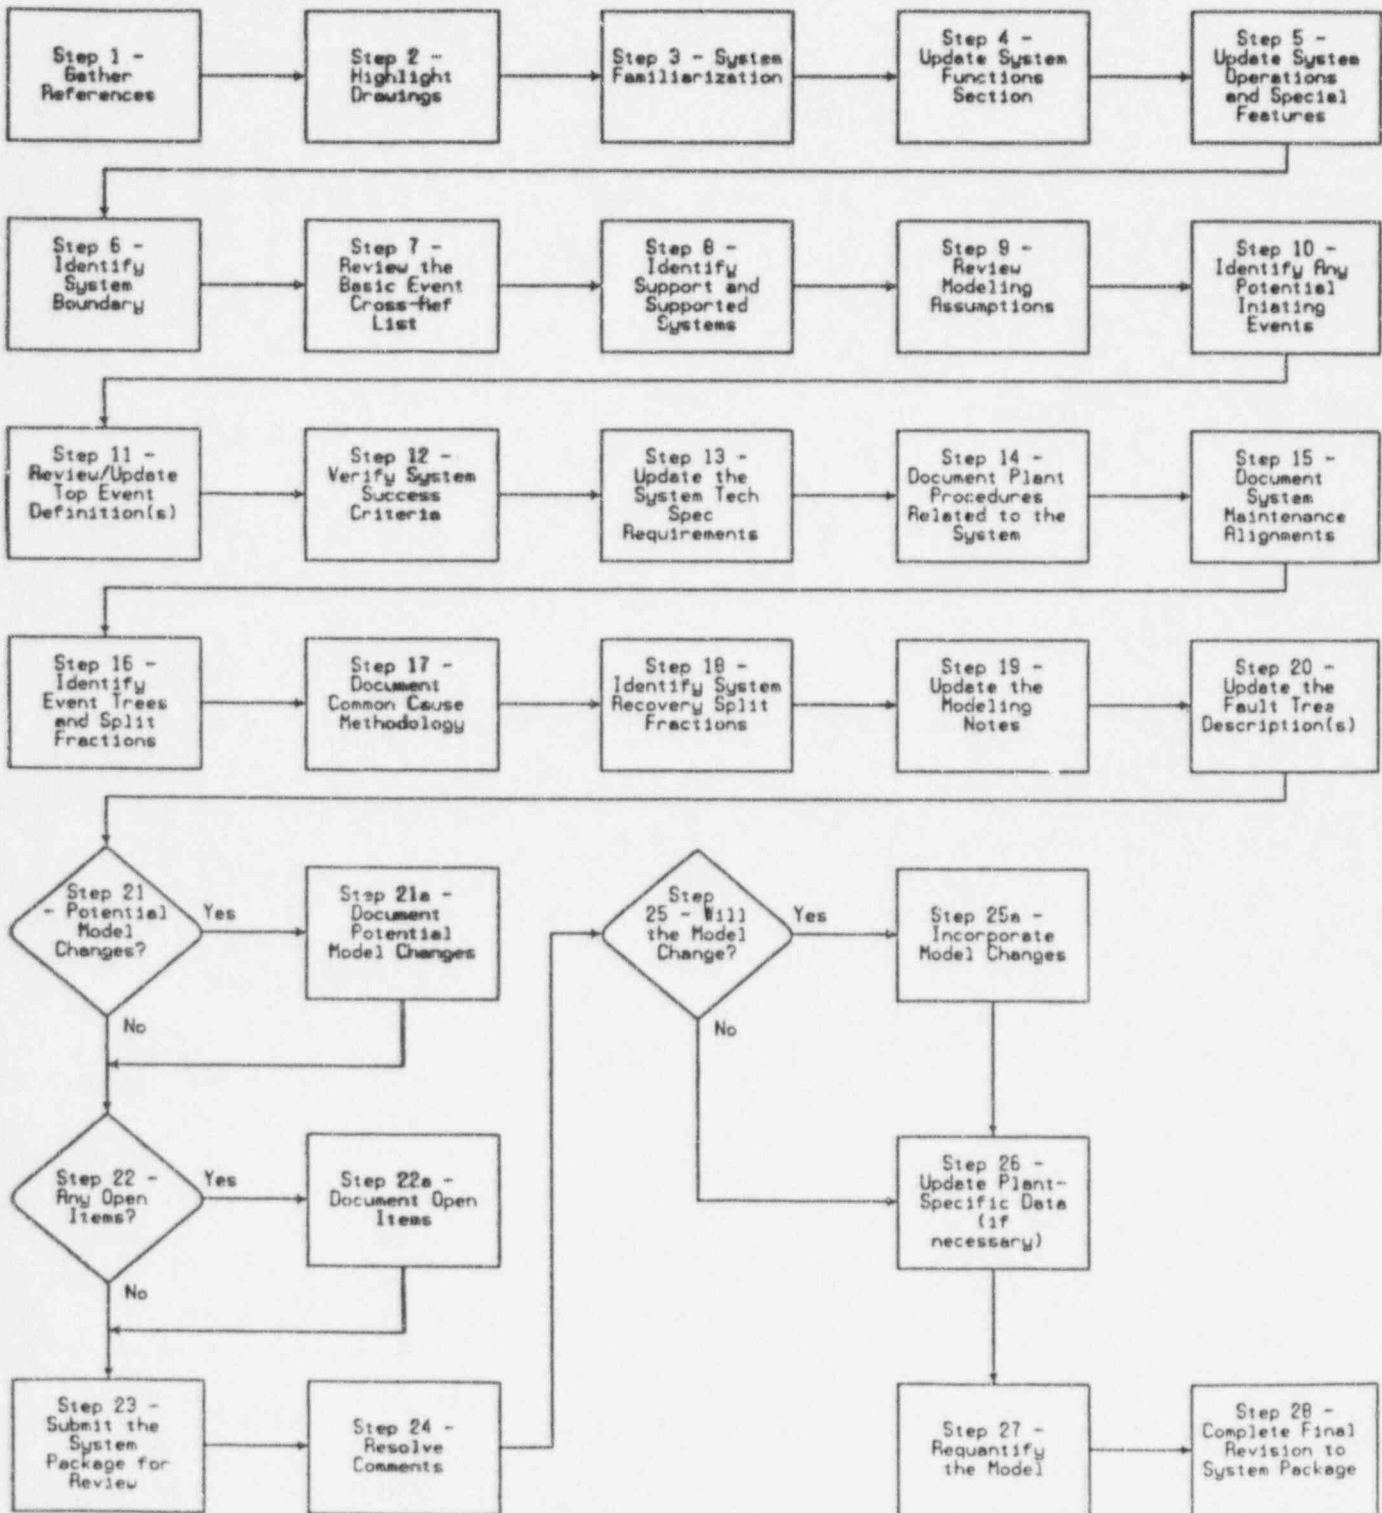 Step 1 -
Gather
References
Step 2 -
Highlight
Drawings
Step 3 - System
Familiarization
Step 4 -
Update System
Functions
Section
Step 5 -
Update System
Operations
and Special
Features
Step 6 -
Identify
System
Boundary
Step 7 -
Review the
Basic Event
Cross-Ref
List
Step 8 -
Identify
Support and
Supported
Systems
Step 9 -
Review
Modeling
Assumptions
Step 10 -
Identify Any
Potential
Iniating
Events
Step 11 -
Review/Update
Top Event
Definition(s)
Step 12 -
Verify System
Success
Criteria
Step 13 -
Update the
System Tech
Spec
Requirements
Step 14 -
Document Plant
Procedures
Related to the
System
Step 15 -
Document
System
Maintenance
Alignments
Step 16 -
Identify
Event Trees
and Split
Fractions
Step 17 -
Document
Common Cause
Methodology
Step 18 -
Identify System
Recovery Split
Fractions
Step 19 -
Update the
Modeling
Notes
Step 20 -
Update the
Fault Tree
Description(s)
Step 21
- Potential
Model
Changes?
Yes
No
Step 21a -
Document
Potential
Model Changes
Step 22 -
Any Open
Items?
Yes
No
Step 22a -
Document Open
Items
Step 23 -
Submit the
System
Package for
Review
Step 24 -
Resolve
Comments
Step
25 - Will
the Model
Change?
Yes
No
Step 25a -
Incorporate
Model Changes
Step 26 -
Update Plant-
Specific Data
(if
necessary)
Step 27 -
Requantify
the Model
Step 28 -
Complete Final
Revision to
System Package